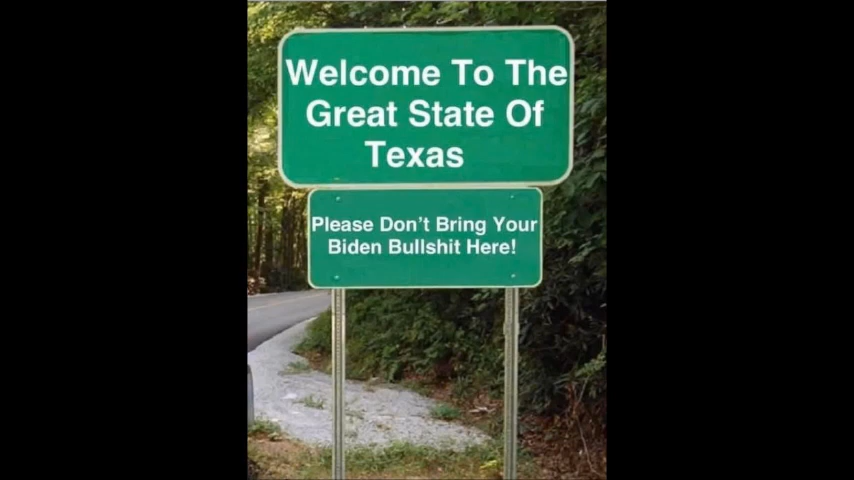 Welcome To The
Great State Of
Texas
Please Don't Bring Your
Biden Bullshit Here!